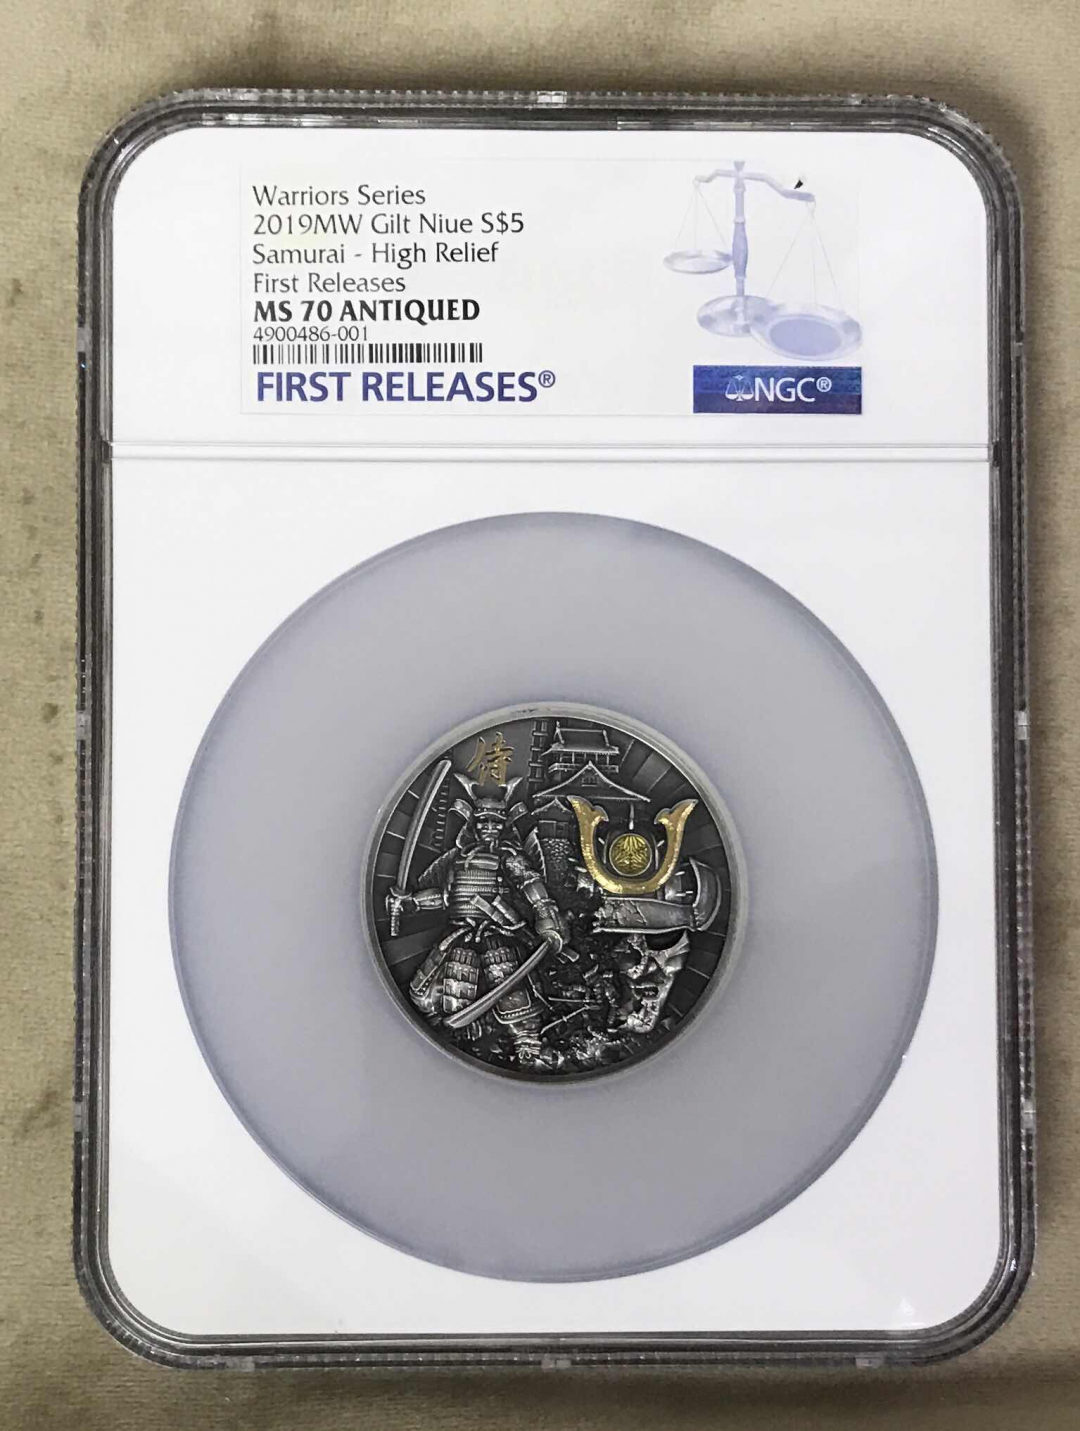 Warriors Series
2019MW Gilt Niue S$5
Samurai - High Relief
First Releases
MS 70 ANTIQUED
4900486-001
FIRST RELEASES®
NGC®
侍